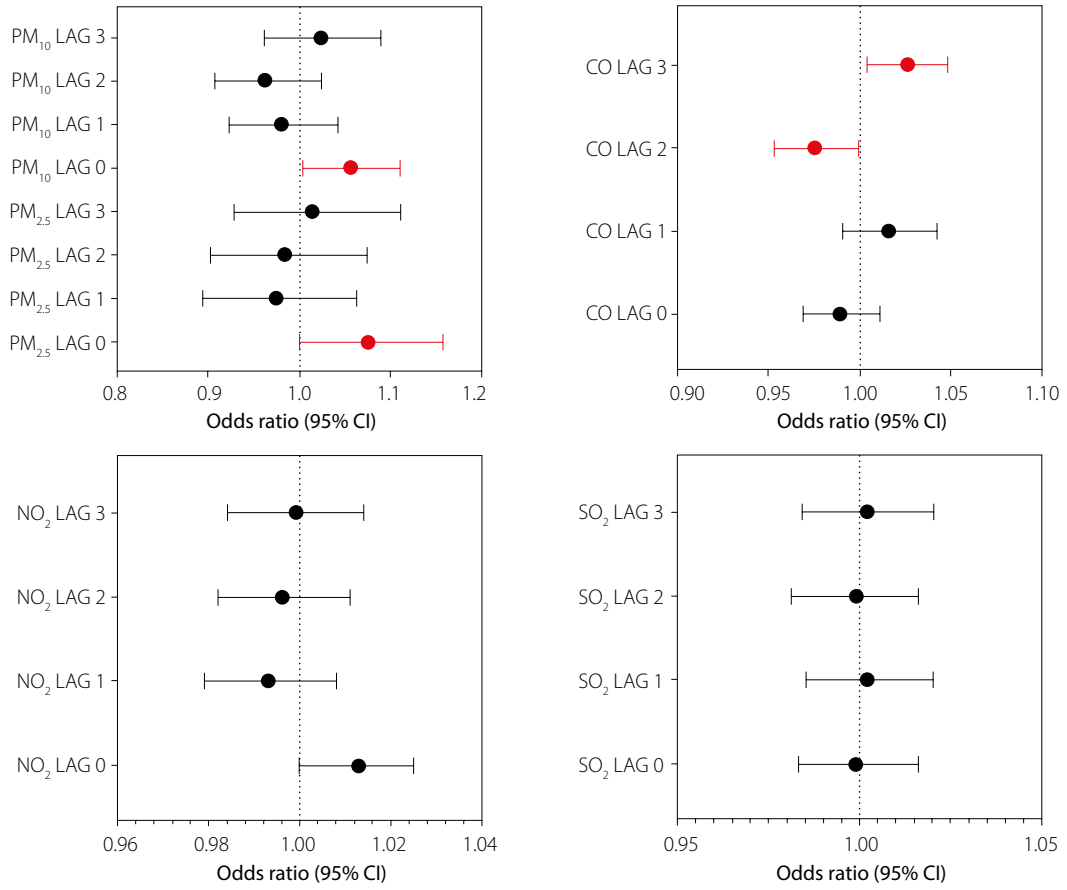 PM₁₀ LAG 3
PM₁₀ LAG 2
PM₁₀ LAG 1
PM₁₀ LAG 0
PM₂.₅ LAG 3
PM₂.₅ LAG 2
PM₂.₅ LAG 1
PM₂.₅ LAG 0
0.8 0.9 1.0 1.1 1.2
Odds ratio (95% CI)
CO LAG 3
CO LAG 2
CO LAG 1
CO LAG 0
0.90 0.95 1.00 1.05 1.10
Odds ratio (95% CI)
NO₂ LAG 3
NO₂ LAG 2
NO₂ LAG 1
NO₂ LAG 0
0.96 0.98 1.00 1.02 1.04
Odds ratio (95% CI)
SO₂ LAG 3
SO₂ LAG 2
SO₂ LAG 1
SO₂ LAG 0
0.95 1.00 1.05
Odds ratio (95% CI)